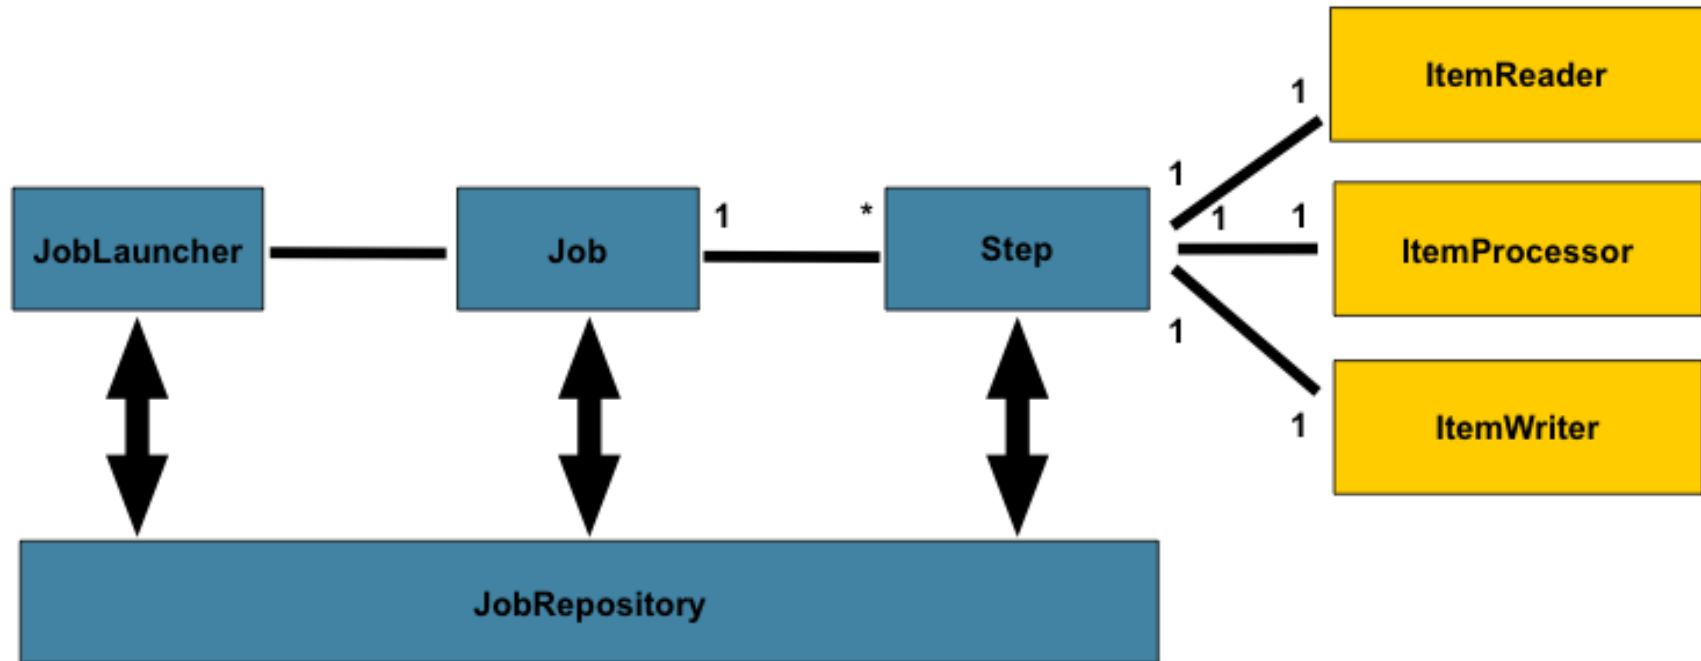 ItemReader
1
1
JobLauncher
Job
1 *
Step
1 1
ItemProcessor
1
1
ItemWriter
JobRepository